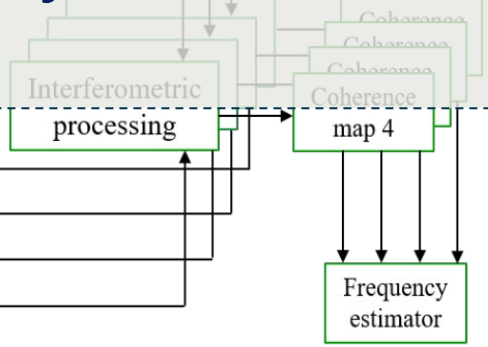 Coherence
Coherence
Coherence
Interferometric
processing
Coherence
map 4
Frequency
estimator